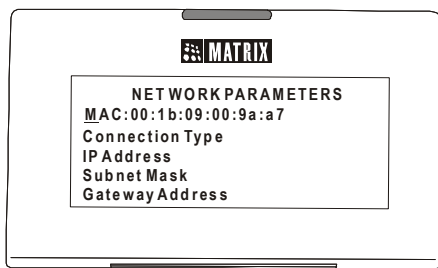 MATRIX
NETWORK PARAMETERS
MAC:00:1b:09:00:9a:a7
Connection Type
IP Address
Subnet Mask
Gateway Address